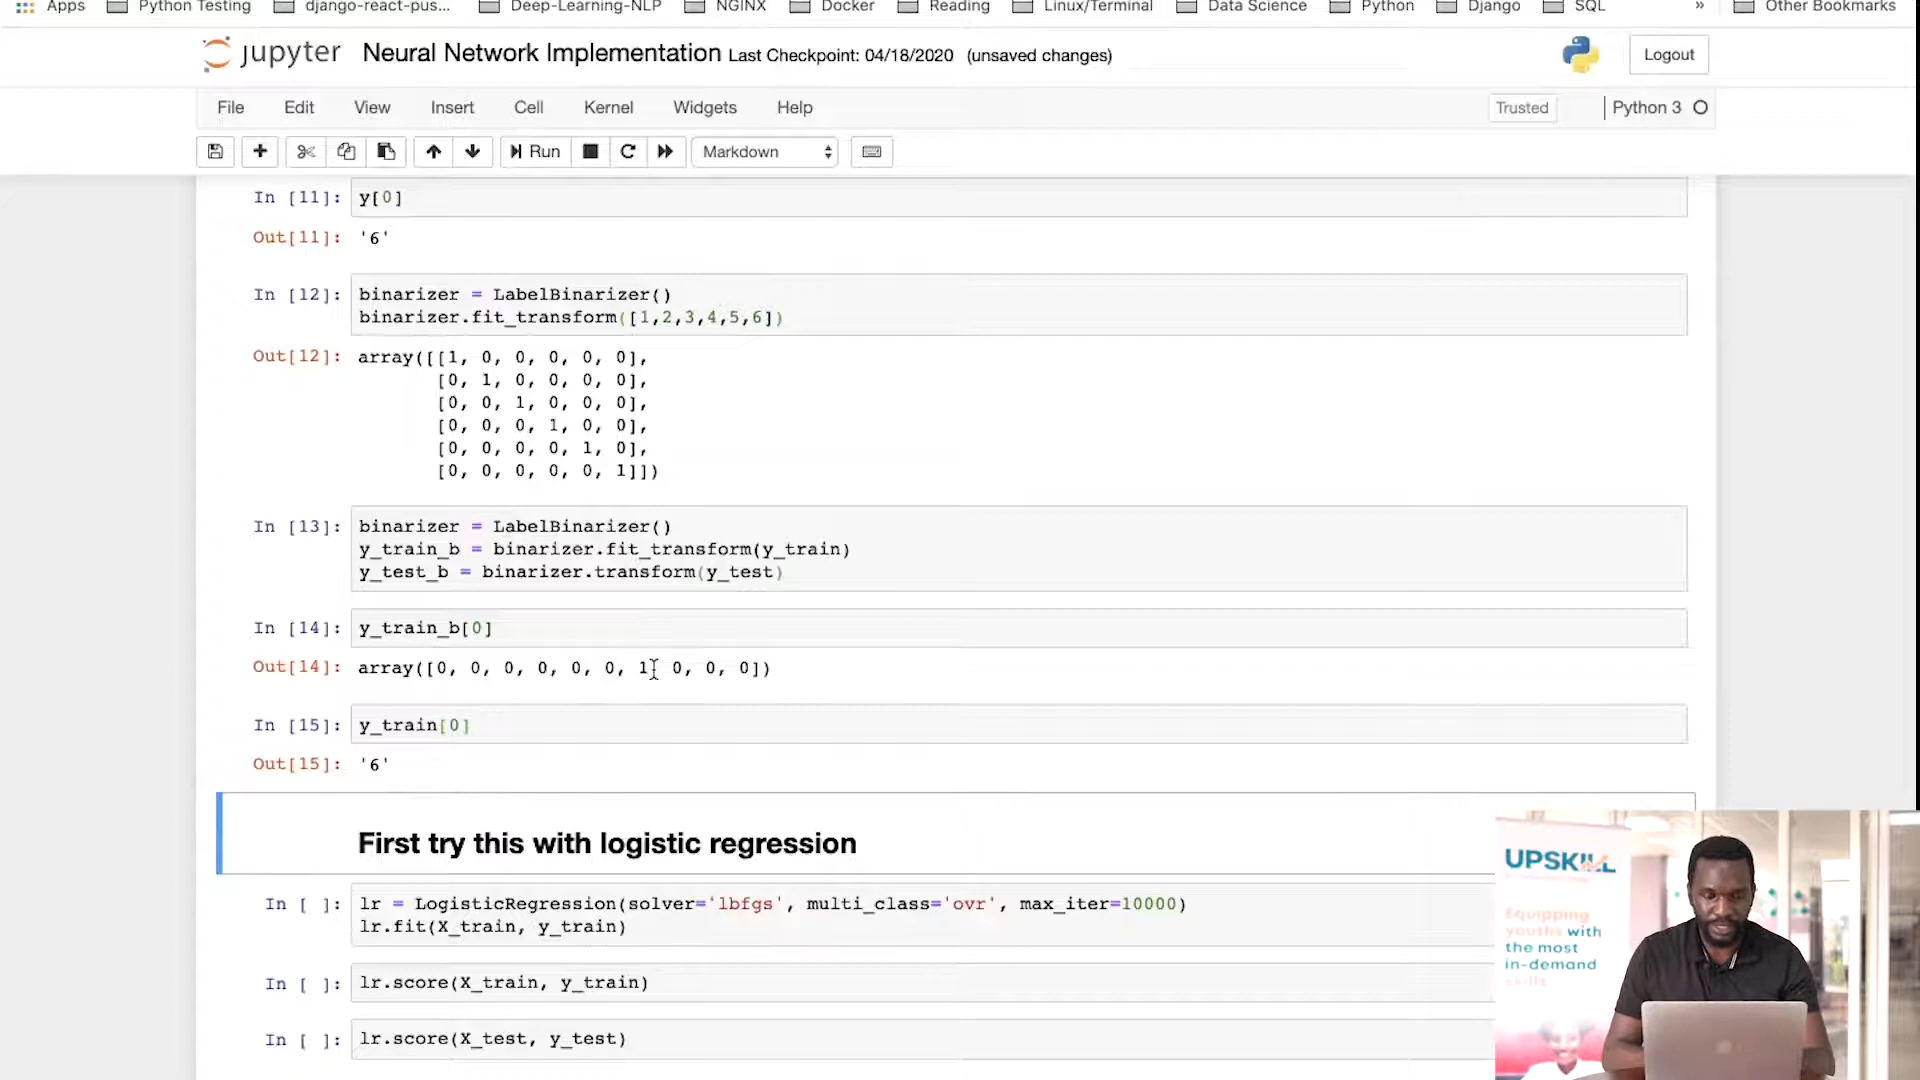 Apps Python Testing django-react-pus... Deep-Learning-NLP NGINX Docker Reading Linux/Terminal Data Science Python Django SQL » Other Bookmarks
jupyter Neural Network Implementation Last Checkpoint: 04/18/2020 (unsaved changes) Logout
File Edit View Insert Cell Kernel Widgets Help Trusted Python 3
Run Markdown
In [11]: y[0]
Out[11]: '6'
In [12]: binarizer = LabelBinarizer()
binarizer.fit_transform([1,2,3,4,5,6])
Out[12]: array([[1, 0, 0, 0, 0, 0],
[0, 1, 0, 0, 0, 0],
[0, 0, 1, 0, 0, 0],
[0, 0, 0, 1, 0, 0],
[0, 0, 0, 0, 1, 0],
[0, 0, 0, 0, 0, 1]])
In [13]: binarizer = LabelBinarizer()
y_train_b = binarizer.fit_transform(y_train)
y_test_b = binarizer.transform(y_test)
In [14]: y_train_b[0]
Out[14]: array([0, 0, 0, 0, 0, 0, 1, 0, 0, 0])
In [15]: y_train[0]
Out[15]: '6'
First try this with logistic regression
In [ ]: lr = LogisticRegression(solver='lbfgs', multi_class='ovr', max_iter=10000)
lr.fit(X_train, y_train)
In [ ]: lr.score(X_train, y_train)
In [ ]: lr.score(X_test, y_test)
UPSKILL
Equipping
youths with
the most
in-demand
skills